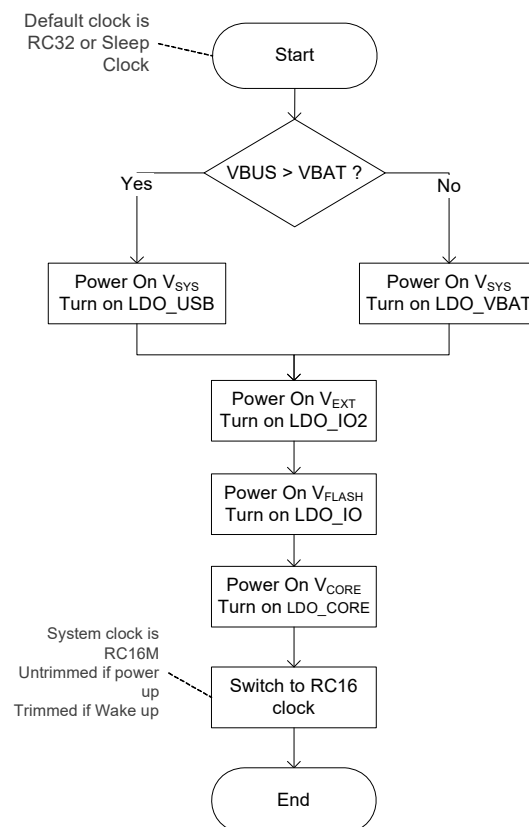 Default clock is
RC32 or Sleep
Clock
Start
VBUS > VBAT ?
Yes
No
Power On VSYS
Turn on LDO_USB
Power On VSYS
Turn on LDO_VBAT
Power On VEXT
Turn on LDO_IO2
Power On VFLASH
Turn on LDO_IO
Power On VCORE
Turn on LDO_CORE
System clock is
RC16M
Untrimmed if power
up
Trimmed if Wake up
Switch to RC16
clock
End